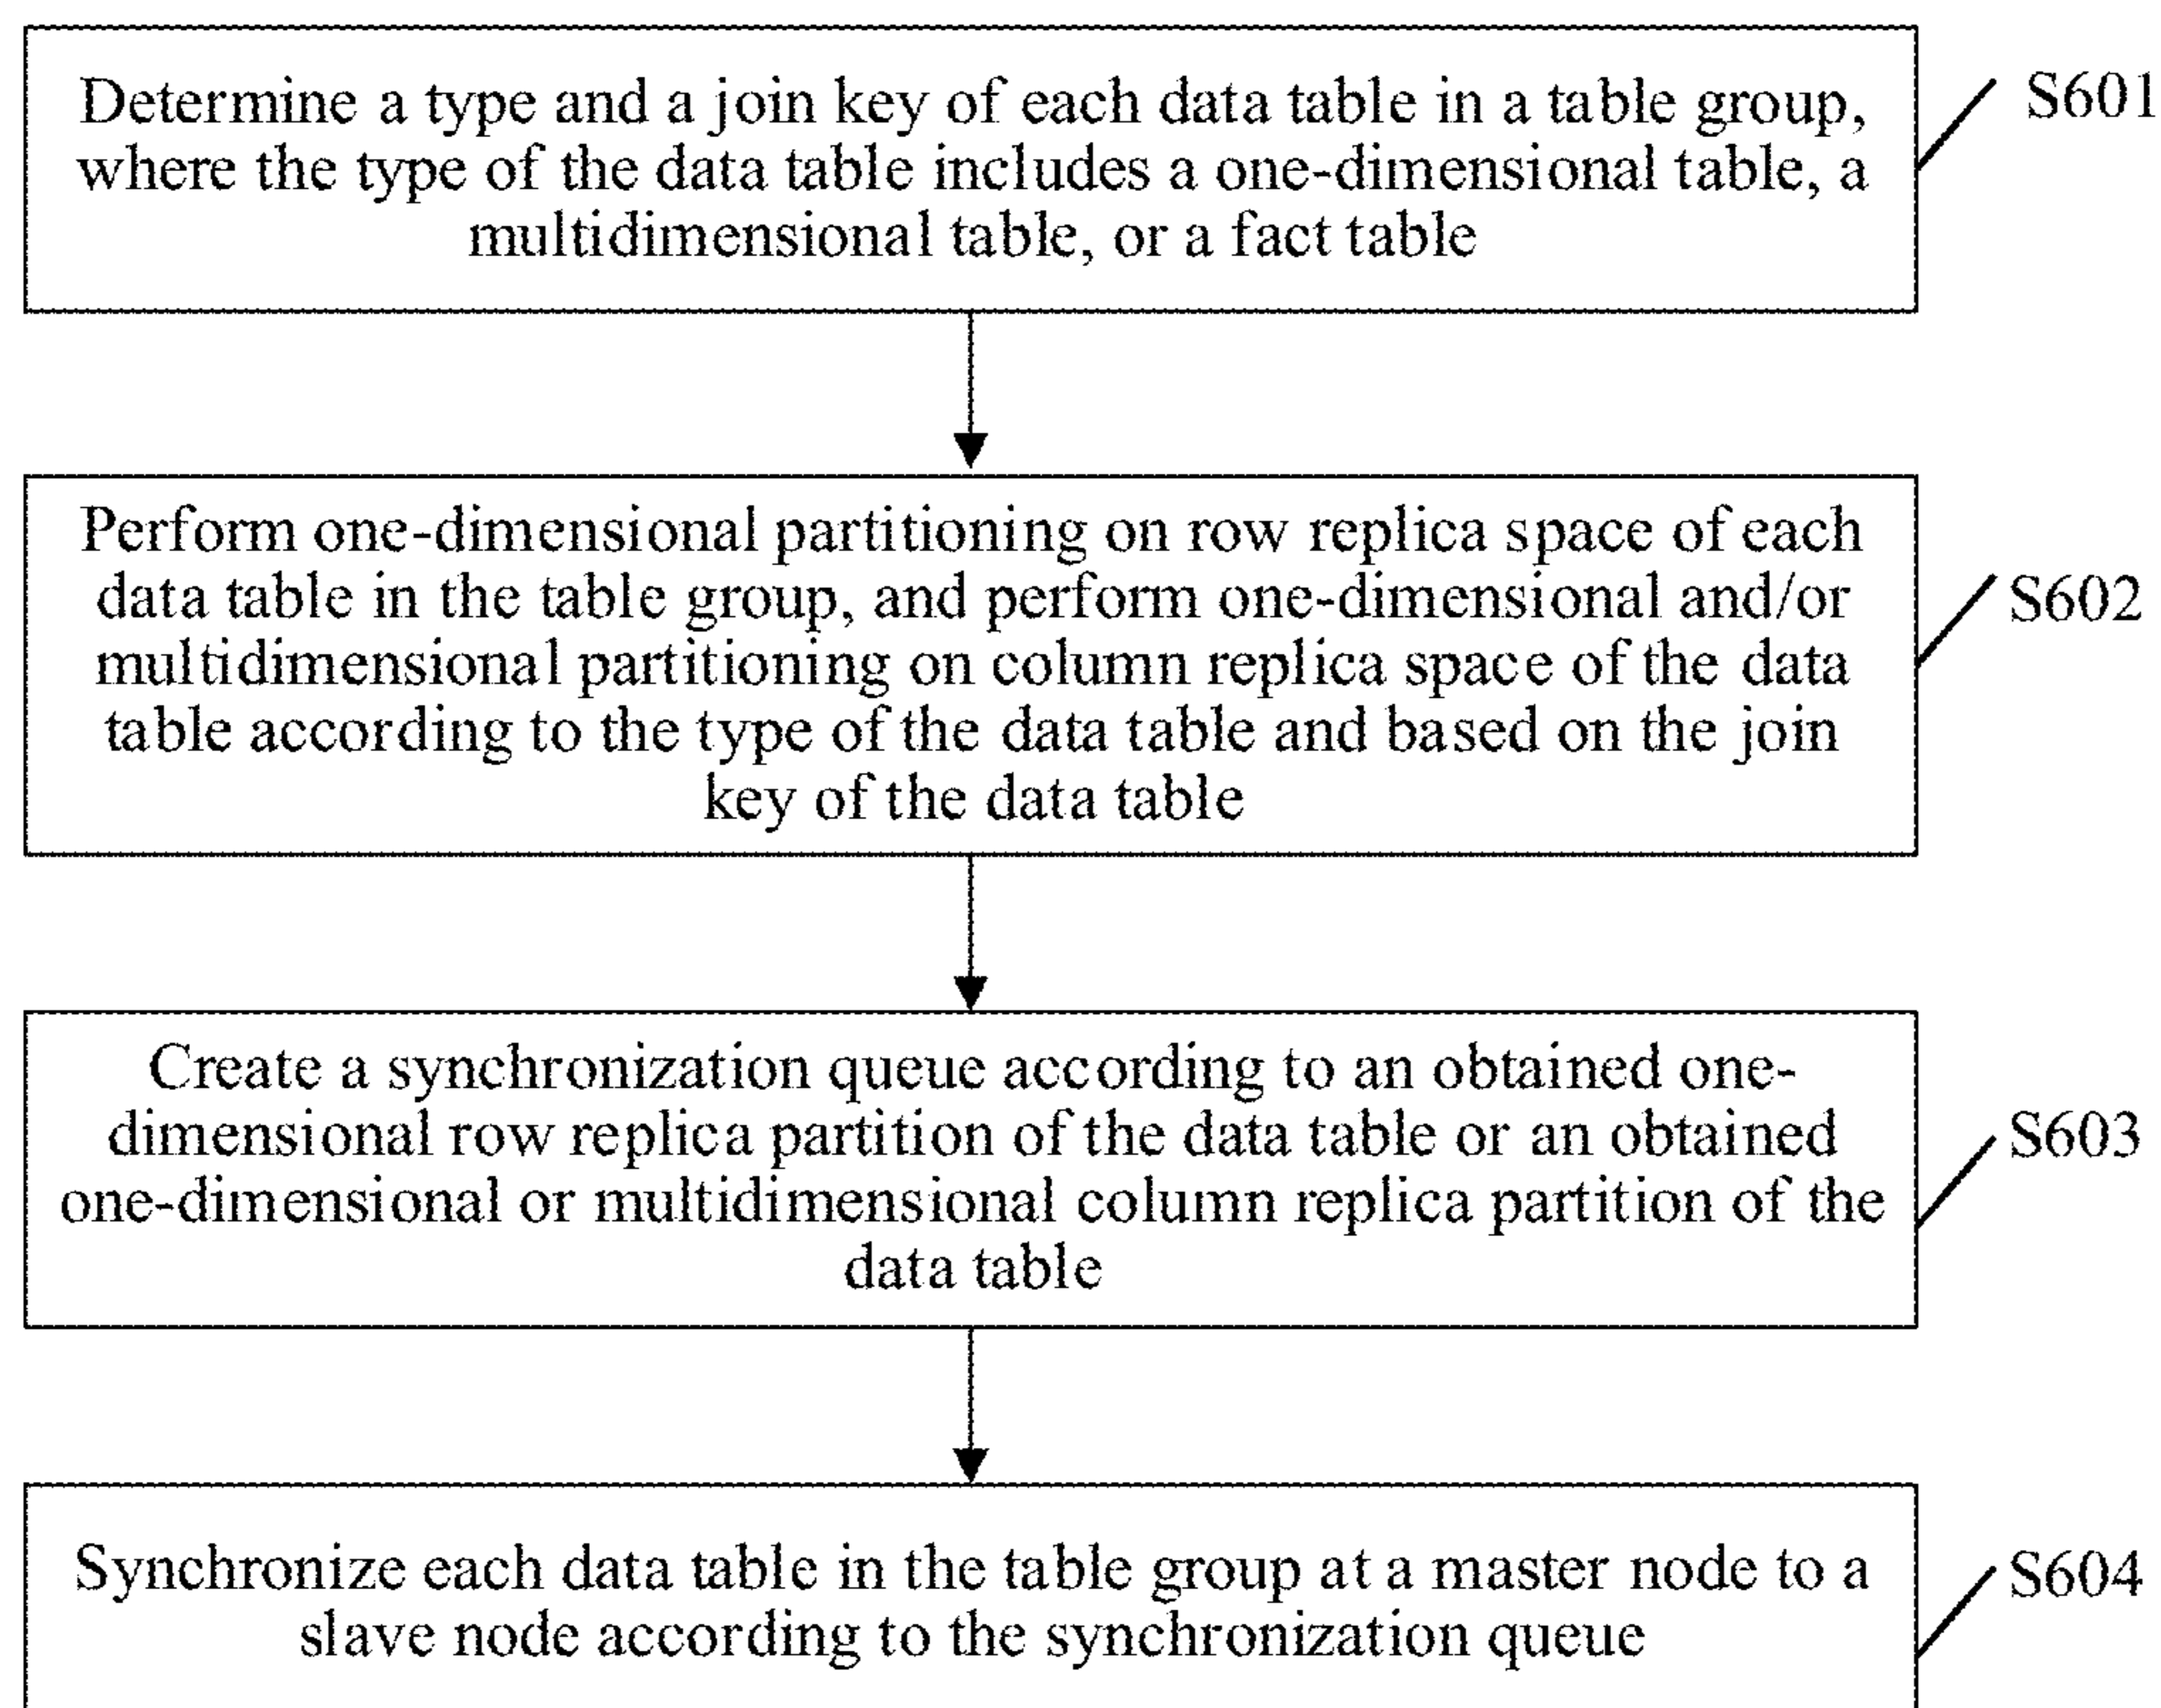 Determine a type and a join key of each data table in a table group,
where the type of the data table includes a one-dimensional table, a
multidimensional table, or a fact table
S601
Perform one-dimensional partitioning on row replica space of each
data table in the table group, and perform one-dimensional and/or
multidimensional partitioning on column replica space of the data
table according to the type of the data table and based on the join
key of the data table
S602
Create a synchronization queue according to an obtained one-
dimensional row replica partition of the data table or an obtained
one-dimensional or multidimensional column replica partition of the
data table
S603
Synchronize each data table in the table group at a master node to a
slave node according to the synchronization queue
S604